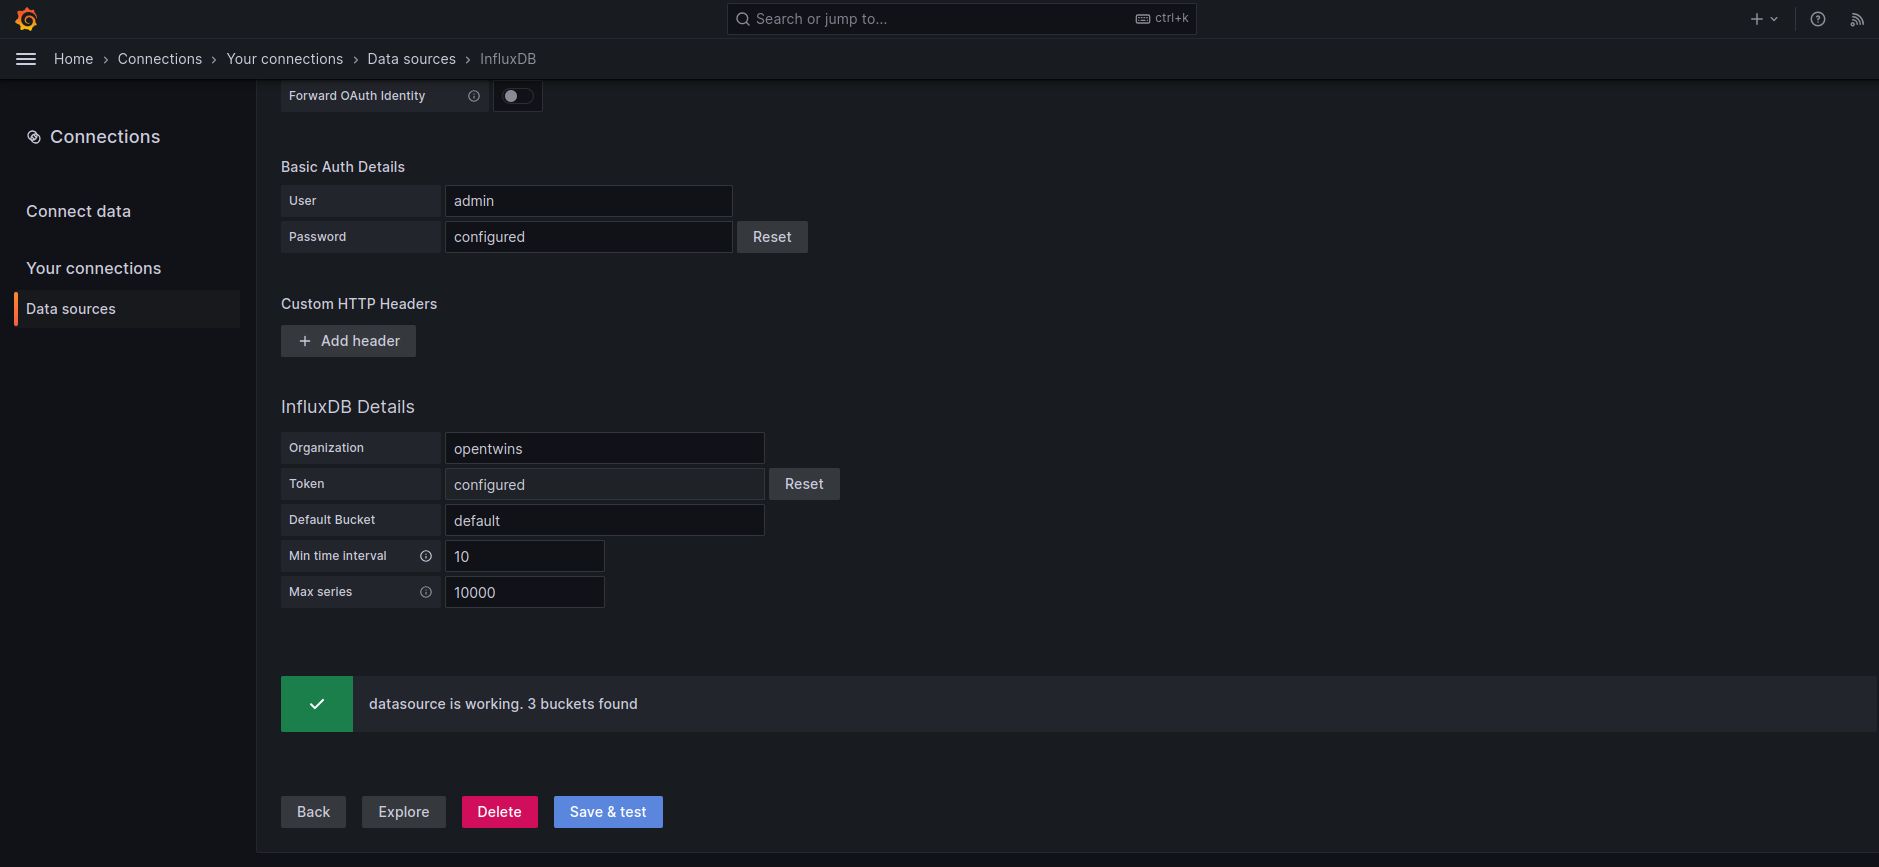 Search or jump to... ctrl+k
Home › Connections › Your connections › Data sources › InfluxDB
Connections
Connect data
Your connections
Data sources
Forward OAuth Identity
Basic Auth Details
User admin
Password configured Reset
Custom HTTP Headers
+ Add header
InfluxDB Details
Organization opentwins
Token configured Reset
Default Bucket default
Min time interval 10
Max series 10000
datasource is working. 3 buckets found
Back Explore Delete Save & test